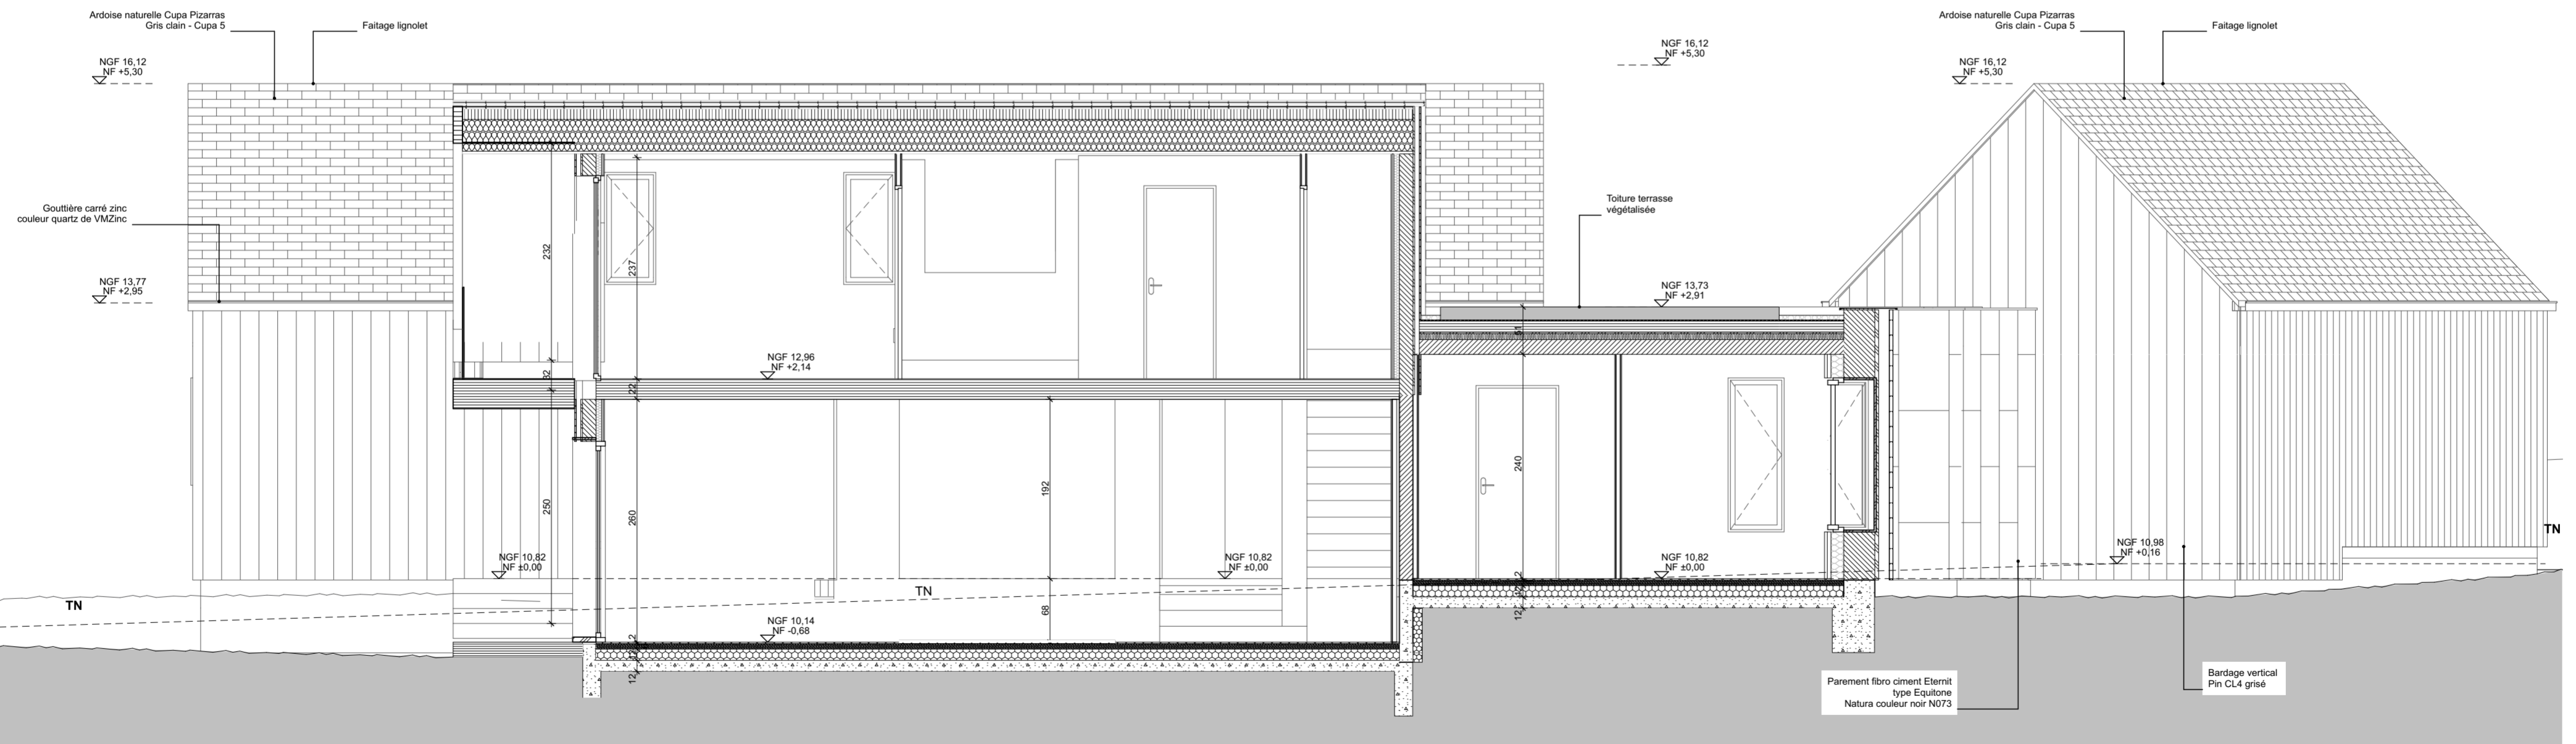 Ardoise naturelle Cupa Pizarras
Gris clain - Cupa 5
Faitage lignolet
NGF 16,12
NF +5,30
Gouttière carré zinc
couleur quartz de VMZinc
NGF 13,77
NF +2,95
232
237
32
22
NGF 12,96
NF +2,14
250
260
192
68
NGF 10,82
NF ±0,00
NGF 10,82
NF ±0,00
TN
TN
NGF 10,14
NF -0,68
12
NGF 16,12
NF +5,30
Toiture terrasse
végétalisée
NGF 13,73
NF +2,91
51
240
NGF 10,82
NF ±0,00
12
Ardoise naturelle Cupa Pizarras
Gris clain - Cupa 5
Faitage lignolet
NGF 16,12
NF +5,30
TN
NGF 10,98
NF +0,16
Parement fibro ciment Eternit
type Equitone
Natura couleur noir N073
Bardage vertical
Pin CL4 grisé